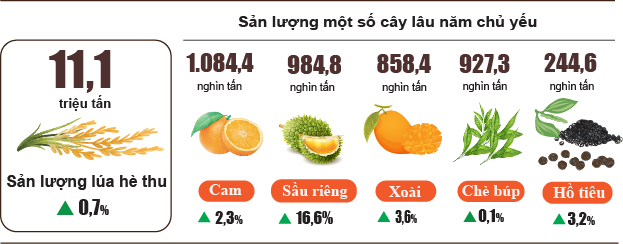 Sản lượng một số cây lâu năm chủ yếu
11,1
triệu tấn
Sản lượng lúa hè thu
0,7%
1.084,4 984,8 858,4 927,3 244,6
nghìn tấn nghìn tấn nghìn tấn nghìn tấn nghìn tấn
Cam Sầu riêng Xoài Chè búp Hồ tiêu
2,3% 16,6% 3,6% 0,1% 3,2%